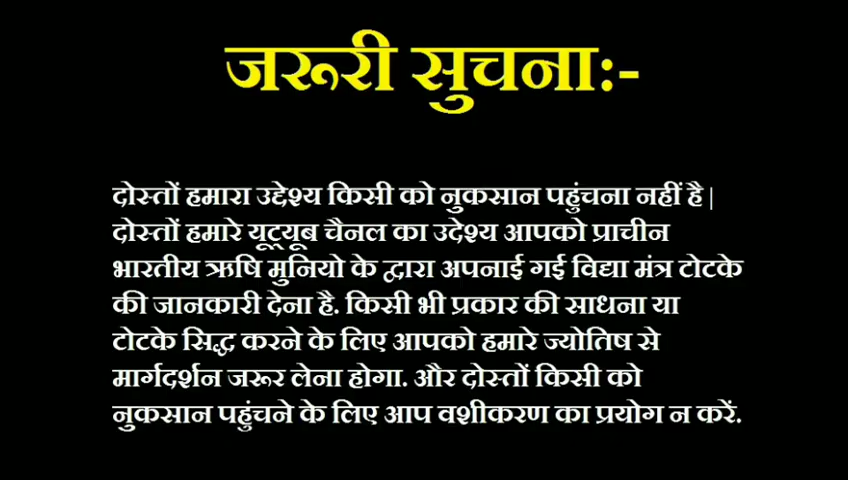 जरूरी सुचना:-
दोस्तों हमारा उद्देश्य किसी को नुकसान पहुंचना नहीं है|
दोस्तों हमारे यूट्यूब चैनल का उदेश्य आपको प्राचीन
भारतीय ऋषि मुनियो के द्वारा अपनाई गई विद्या मंत्र टोटके
की जानकारी देना है. किसी भी प्रकार की साधना या
टोटके सिद्ध करने के लिए आपको हमारे ज्योतिष से
मार्गदर्शन जरूर लेना होगा. और दोस्तों किसी को
नुकसान पहुंचने के लिए आप वशीकरण का प्रयोग न करें.